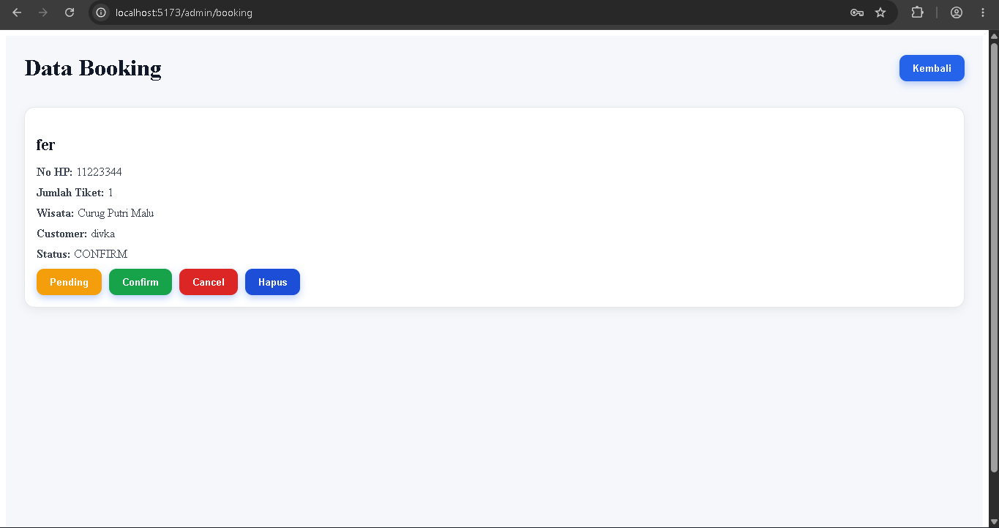 localhost:5173/admin/booking
Data Booking
Kembali
fer
No HP: 11223344
Jumlah Tiket: 1
Wisata: Curug Putri Malu
Customer: divka
Status: CONFIRM
Pending Confirm Cancel Hapus